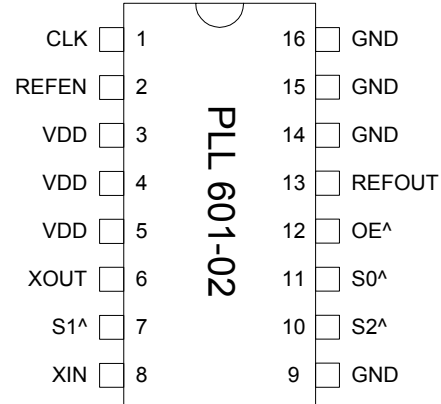 CLK 1 16 GND
REFEN 2 15 GND
VDD 3 14 GND
VDD 4 13 REFOUT
VDD 5 12 OE^
XOUT 6 11 S0^
S1^ 7 10 S2^
XIN 8 9 GND
PLL 601-02